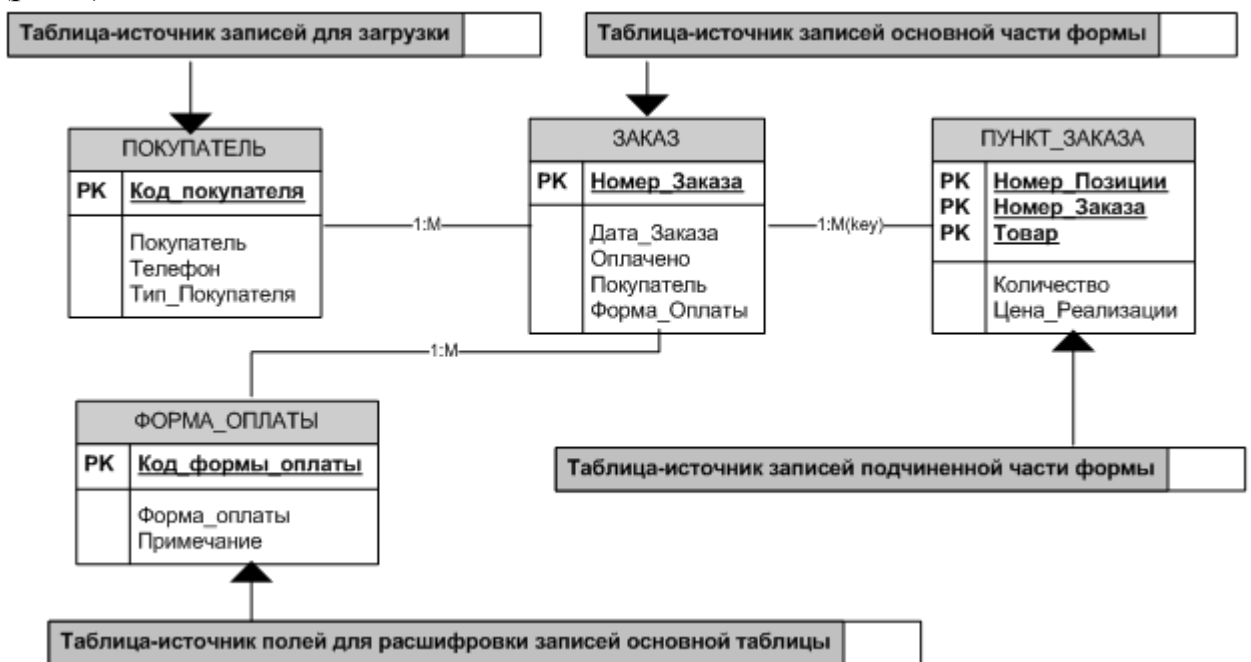 Таблица-источник записей для загрузки
Таблица-источник записей основной части формы
ПОКУПАТЕЛЬ
PK Код_покупателя
Покупатель
Телефон
Тип_Покупателя
1:M
ЗАКАЗ
PK Номер_Заказа
Дата_Заказа
Оплачено
Покупатель
Форма_Оплаты
1:M(key)
ПУНКТ_ЗАКАЗА
PK Номер_Позиции
PK Номер_Заказа
PK Товар
Количество
Цена_Реализации
1:M
ФОРМА_ОПЛАТЫ
PK Код_формы_оплаты
Форма_оплаты
Примечание
Таблица-источник записей подчиненной части формы
Таблица-источник полей для расшифровки записей основной таблицы